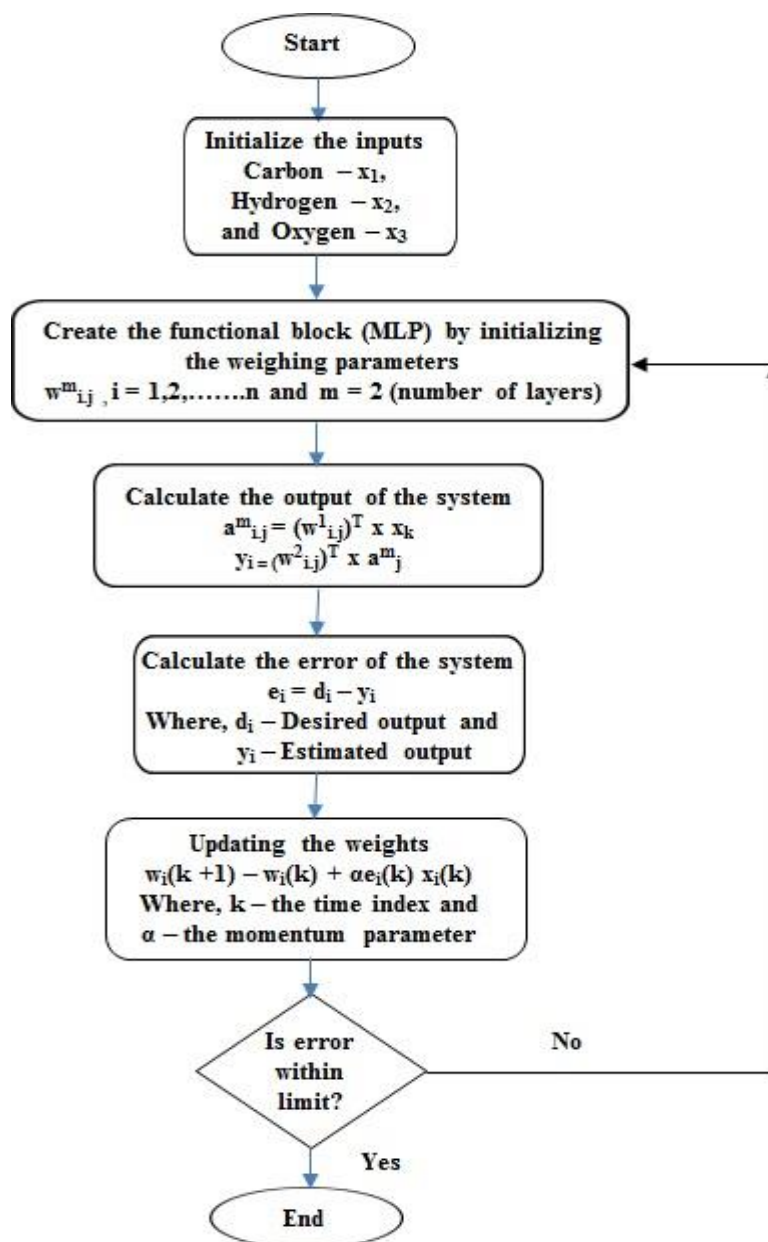 Start
Initialize the inputs
Carbon – x₁,
Hydrogen – x₂,
and Oxygen – x₃
Create the functional block (MLP) by initializing
the weighing parameters
wᵐi.j , i = 1,2,…….n and m = 2 (number of layers)
Calculate the output of the system
aᵐi.j = (w¹i.j)ᵀ x xₖ
yi = (w²i.j)ᵀ x aᵐj
Calculate the error of the system
eᵢ = dᵢ – yᵢ
Where, dᵢ – Desired output and
yᵢ – Estimated output
Updating the weights
wᵢ(k +1) – wᵢ(k) + αeᵢ(k) xᵢ(k)
Where, k – the time index and
α – the momentum parameter
Is error
within
limit?
No
Yes
End